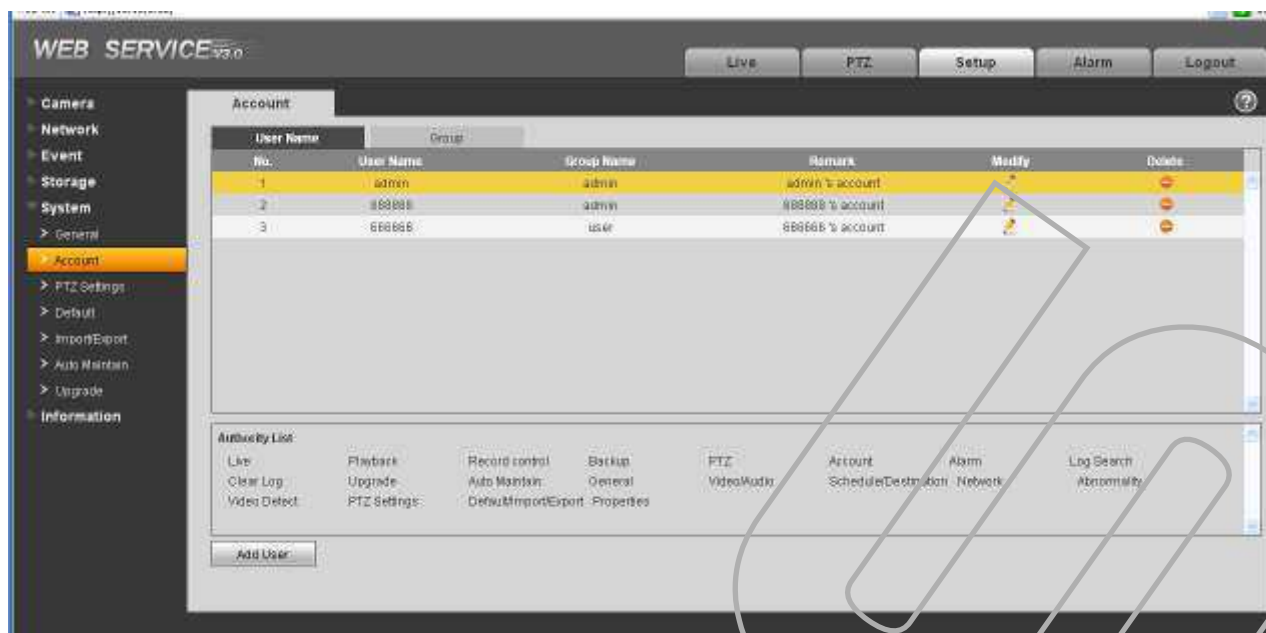 WEB SERVICE V3.0
Live PTZ Setup Alarm Logout
Camera
Network
Event
Storage
System
> General
> Account
> PTZ Settings
> Default
> Import/Export
> Auto Maintain
> Upgrade
Information
Account
User Name Group
No. User Name Group Name Remark Modify Delete
1 admin admin admin 's account
2 888888 admin 888888 's account
3 666666 user 666666 's account
Authority List
Live Playback Record control Backup PTZ Account Alarm Log Search
Clear Log Upgrade Auto Maintain General Video/Audio Schedule/Destination Network Abnormality
Video Detect PTZ Settings Default/Import/Export Properties
Add User